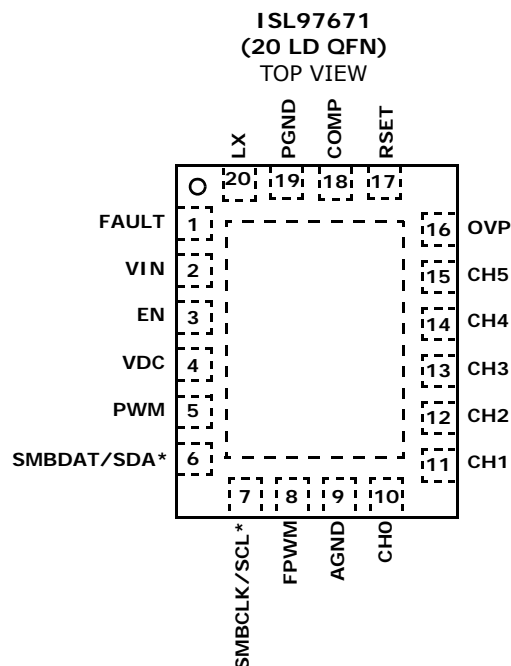 ISL97671
(20 LD QFN)
TOP VIEW
LX
PGND
COMP
RSET
20
19
18
17
FAULT
1
16
OVP
VIN
2
15
CH5
EN
3
14
CH4
VDC
4
13
CH3
PWM
5
12
CH2
SMBDAT/SDA*
6
11
CH1
7
8
9
10
SMBCLK/SCL*
FPWM
AGND
CH0